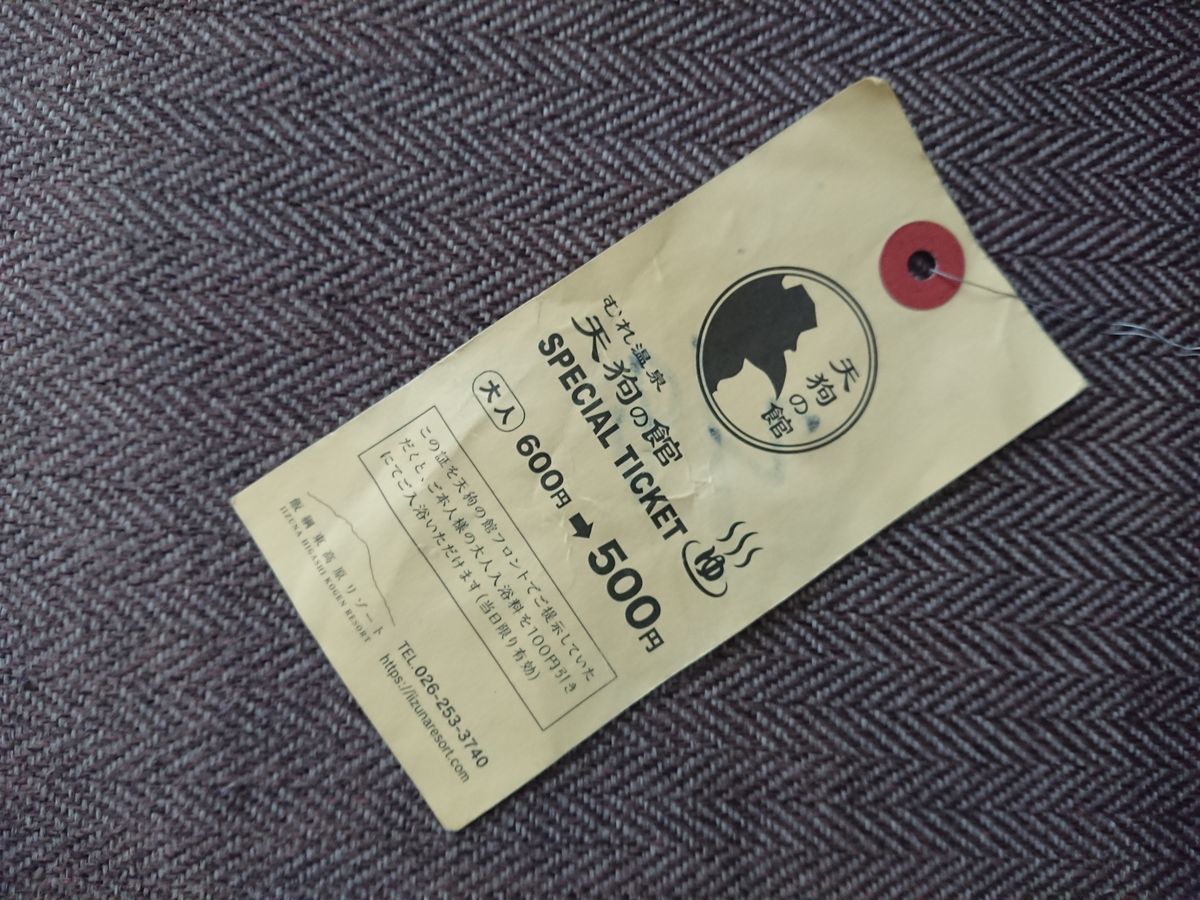 天狗の館
むれ温泉
天狗の館
SPECIAL TICKET
ゆ
大人 600円 ➡ 500円
この証を天狗の館フロントでご提示していた
だくと、ご本人様の大人入浴料を100円引き
にてご入浴いただけます(当日限り有効)
飯綱東高原リゾート
IIZUNA HIGASHI KOGEN RESORT
TEL.026-253-3740
https://iizunaresort.com